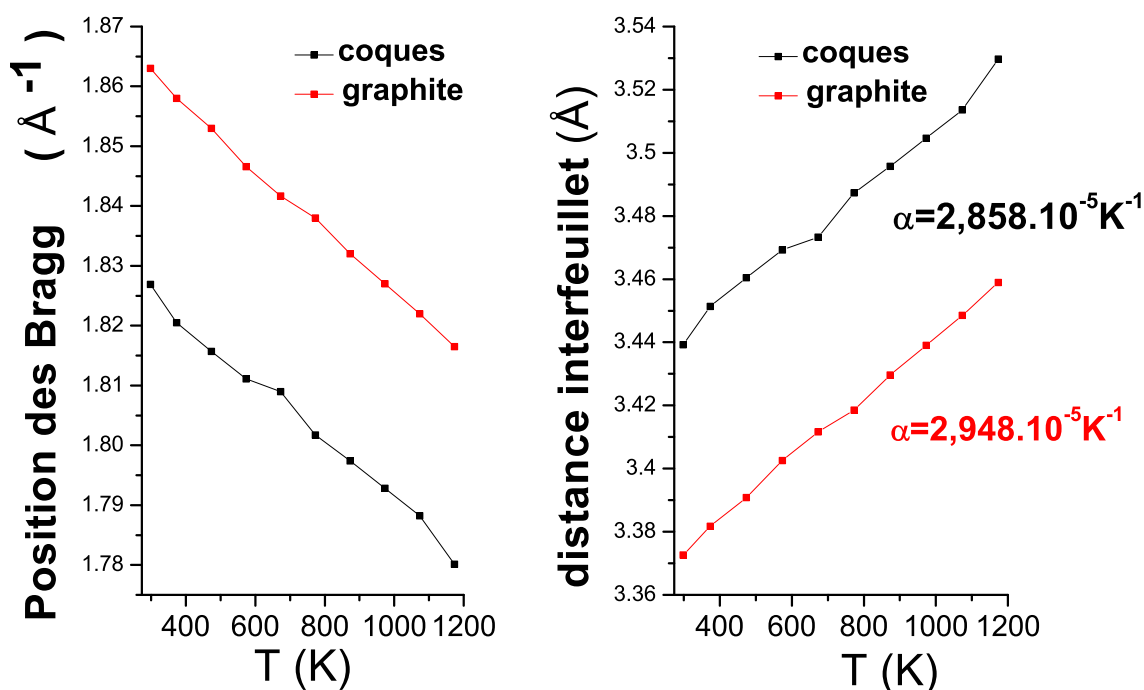 Position des Bragg ( Å⁻¹)
1.87
1.86
1.85
1.84
1.83
1.82
1.81
1.80
1.79
1.78
coques
graphite
400 600 800 1000 1200
T (K)
distance interfeuillet (Å)
3.54
3.52
3.5
3.48
3.46
3.44
3.42
3.4
3.38
3.36
coques
graphite
α=2,858.10⁻⁵K⁻¹
α=2,948.10⁻⁵K⁻¹
400 600 800 1000 1200
T (K)